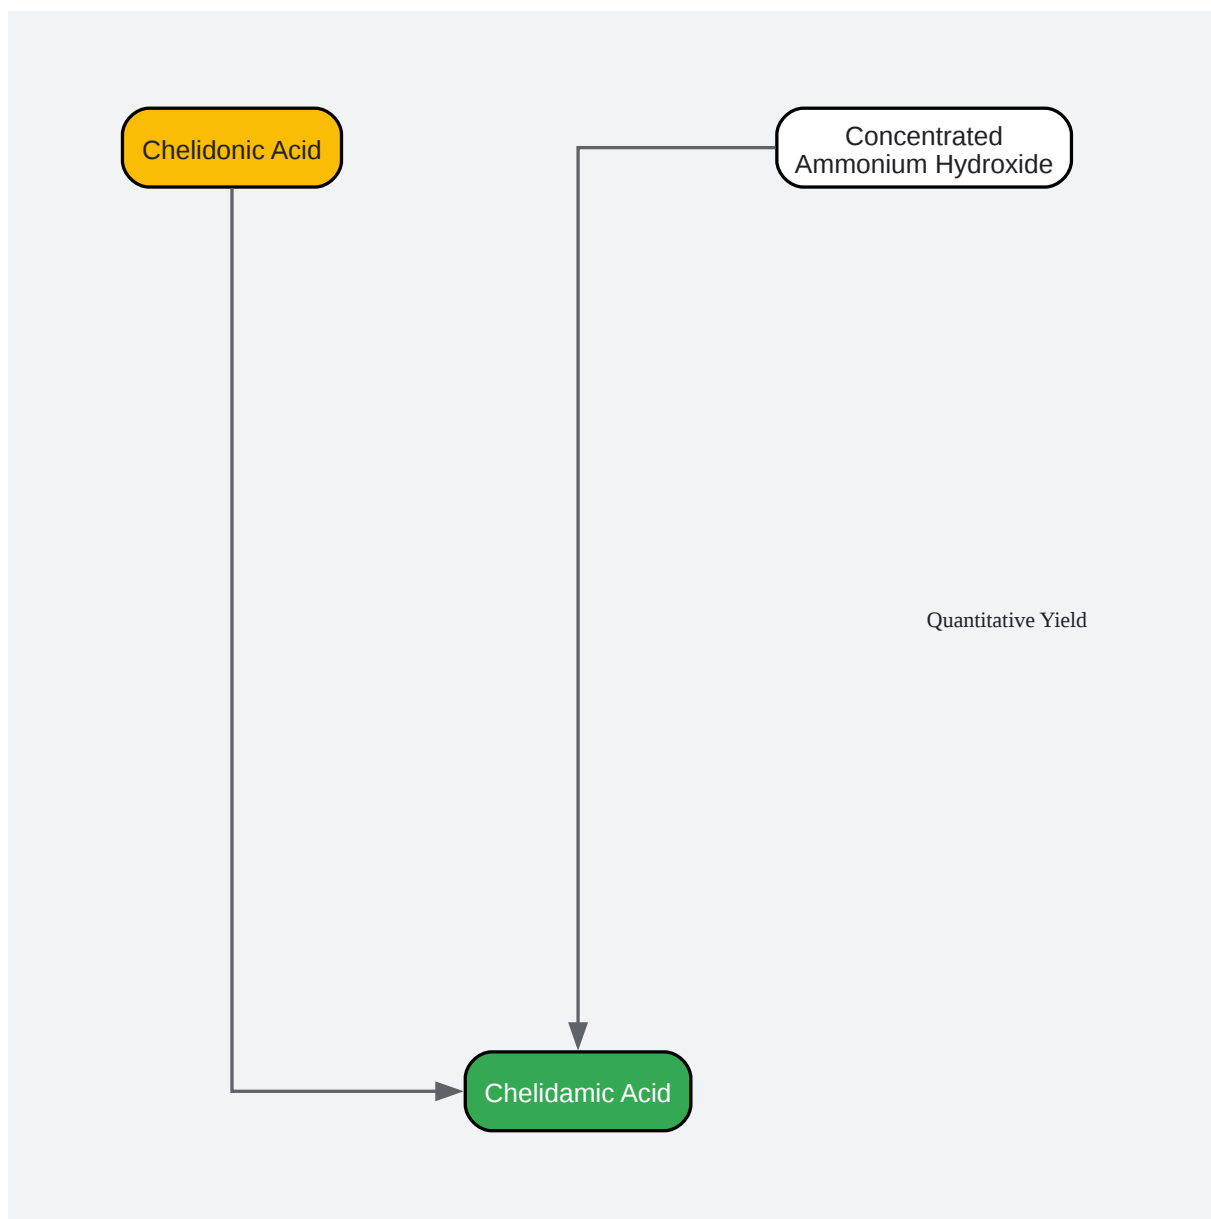 Chelidonic Acid
Concentrated
Ammonium Hydroxide
Quantitative Yield
Chelidamic Acid